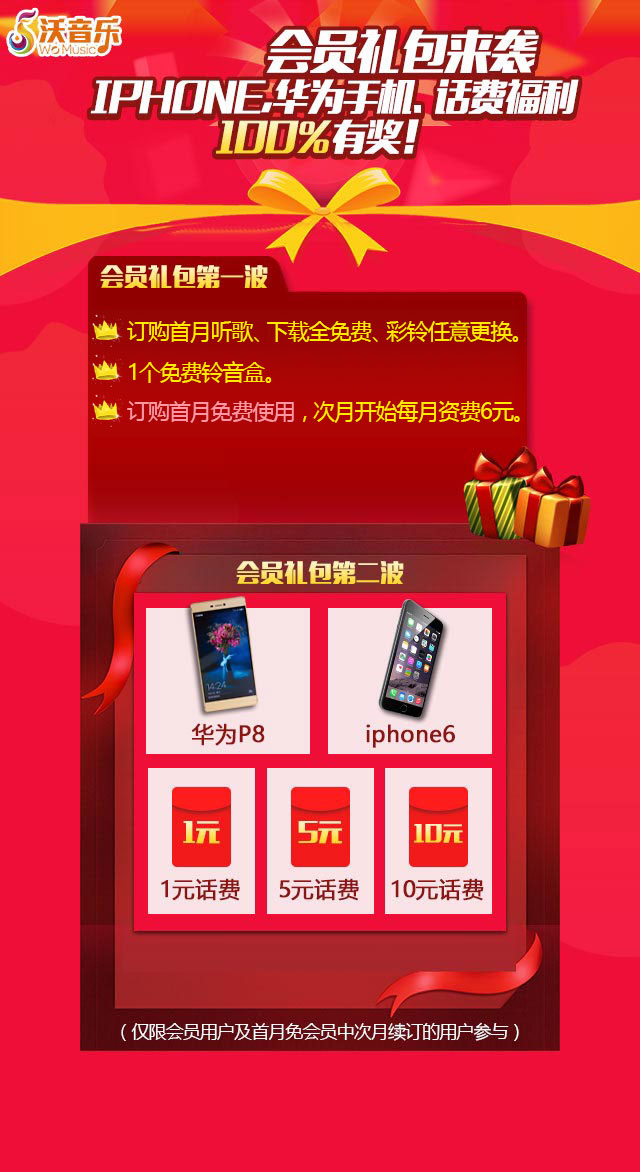 沃音乐
WO Music
会员礼包来袭
IPHONE,华为手机、话费福利
100%有奖!
会员礼包第一波
订购首月听歌、下载全免费、彩铃任意更换。
1个免费铃音盒。
订购首月免费使用，次月开始每月资费6元。
会员礼包第二波
14:24
华为P8 iphone6
1元 5元 10元
1元话费 5元话费 10元话费
（仅限会员用户及首月免会员中次月续订的用户参与）